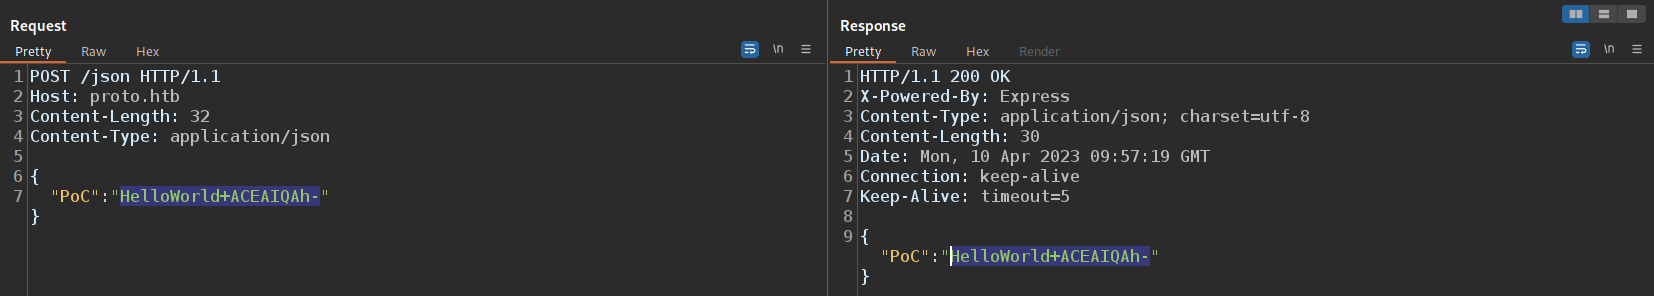 Request
Pretty Raw Hex
\n
1 POST /json HTTP/1.1
2 Host: proto.htb
3 Content-Length: 32
4 Content-Type: application/json
5
6 {
7 "PoC":"HelloWorld+ACEAIQAh-"
}
Response
Pretty Raw Hex Render
\n
1 HTTP/1.1 200 OK
2 X-Powered-By: Express
3 Content-Type: application/json; charset=utf-8
4 Content-Length: 30
5 Date: Mon, 10 Apr 2023 09:57:19 GMT
6 Connection: keep-alive
7 Keep-Alive: timeout=5
8
9 {
"PoC":"HelloWorld+ACEAIQAh-"
}